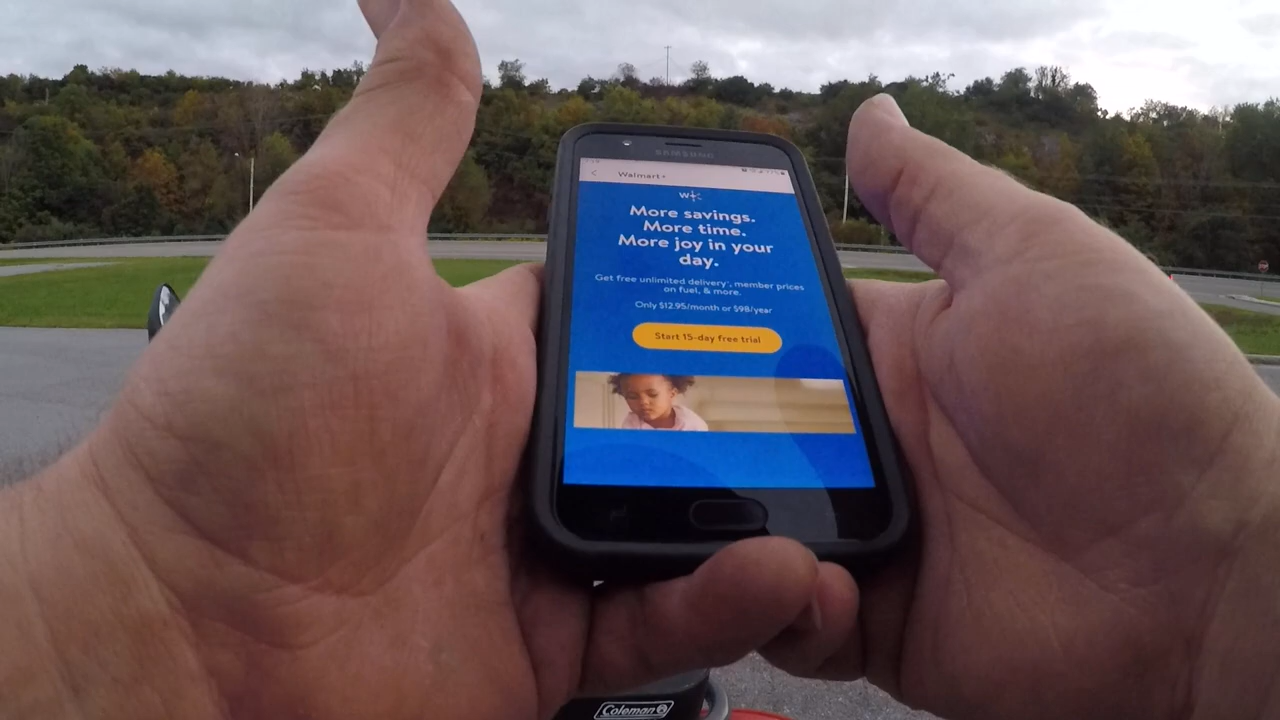 SAMSUNG
Walmart+
W+
More savings.
More time.
More joy in your
day.
Get free unlimited delivery*, member prices
on fuel, & more.
Only $12.95/month or $98/year
Start 15-day free trial
Coleman